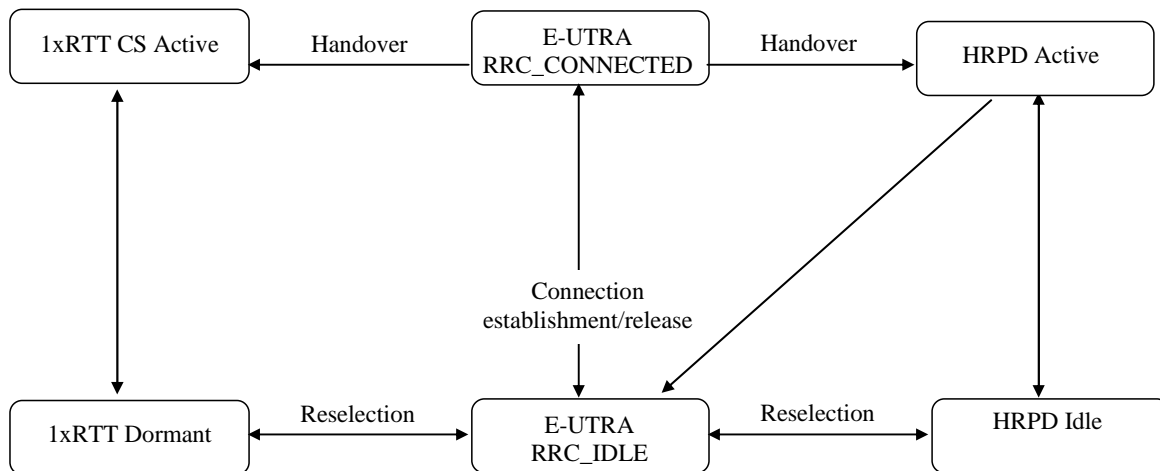 1xRTT CS Active
Handover
E-UTRA
RRC_CONNECTED
Handover
HRPD Active
Connection
establishment/release
1xRTT Dormant
Reselection
E-UTRA
RRC_IDLE
Reselection
HRPD Idle